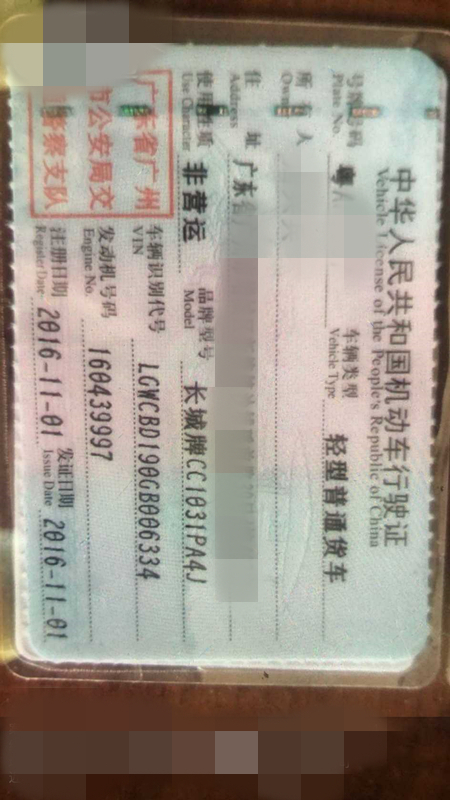 中华人民共和国机动车行驶证
Vehicle License of the People's Republic of China
号牌号码 粤A 车辆类型 轻型普通货车
Plate No. Vehicle Type
所有人
Owner
住址 广东省
Address
使用性质 非营运 品牌型号 长城牌CC1031PA4J
Use Character Model
广东省广州市公安局交警察支队
车辆识别代号 LGWCBD190GB006334
VIN
发动机号码 160439997
Engine No.
注册日期 2016-11-01 发证日期 2016-11-01
Register Date Issue Date